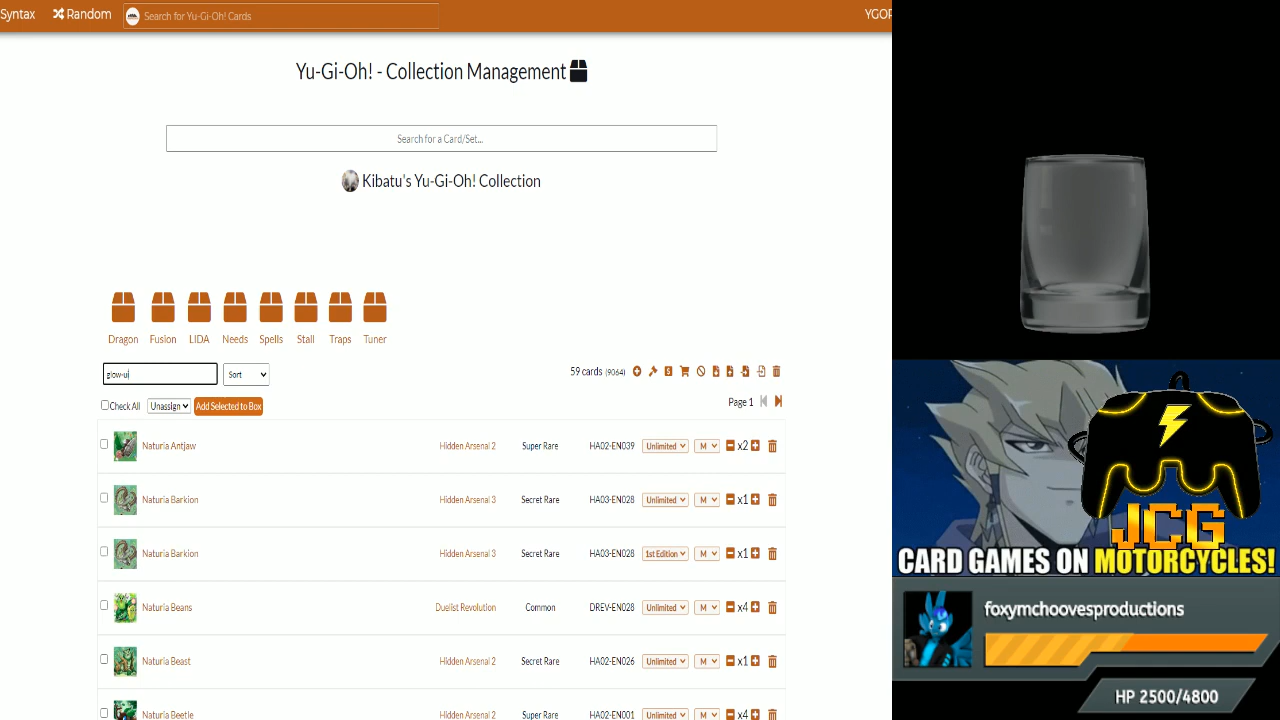 Syntax Random Search for Yu-Gi-Oh! Cards YGOP
Yu-Gi-Oh! - Collection Management
Search for a Card/Set...
Kibatu's Yu-Gi-Oh! Collection
Dragon Fusion LIDA Needs Spells Stall Traps Tuner
glow-u Sort 59 cards (9064)
Check All Unassign Add Selected to Box Page 1
Naturia Antjaw Hidden Arsenal 2 Super Rare HA02-EN039 Unlimited M x2
Naturia Barkion Hidden Arsenal 3 Secret Rare HA03-EN028 Unlimited M x1
Naturia Barkion Hidden Arsenal 3 Secret Rare HA03-EN028 1st Edition M x1
Naturia Beans Duelist Revolution Common DREV-EN028 Unlimited M x4
Naturia Beast Hidden Arsenal 2 Secret Rare HA02-EN026 Unlimited M x1
Naturia Beetle Hidden Arsenal 2 Super Rare HA02-EN001 Unlimited M x4
JCG
CARD GAMES ON MOTORCYCLES!
foxymchoovesproductions
HP 2500/4800